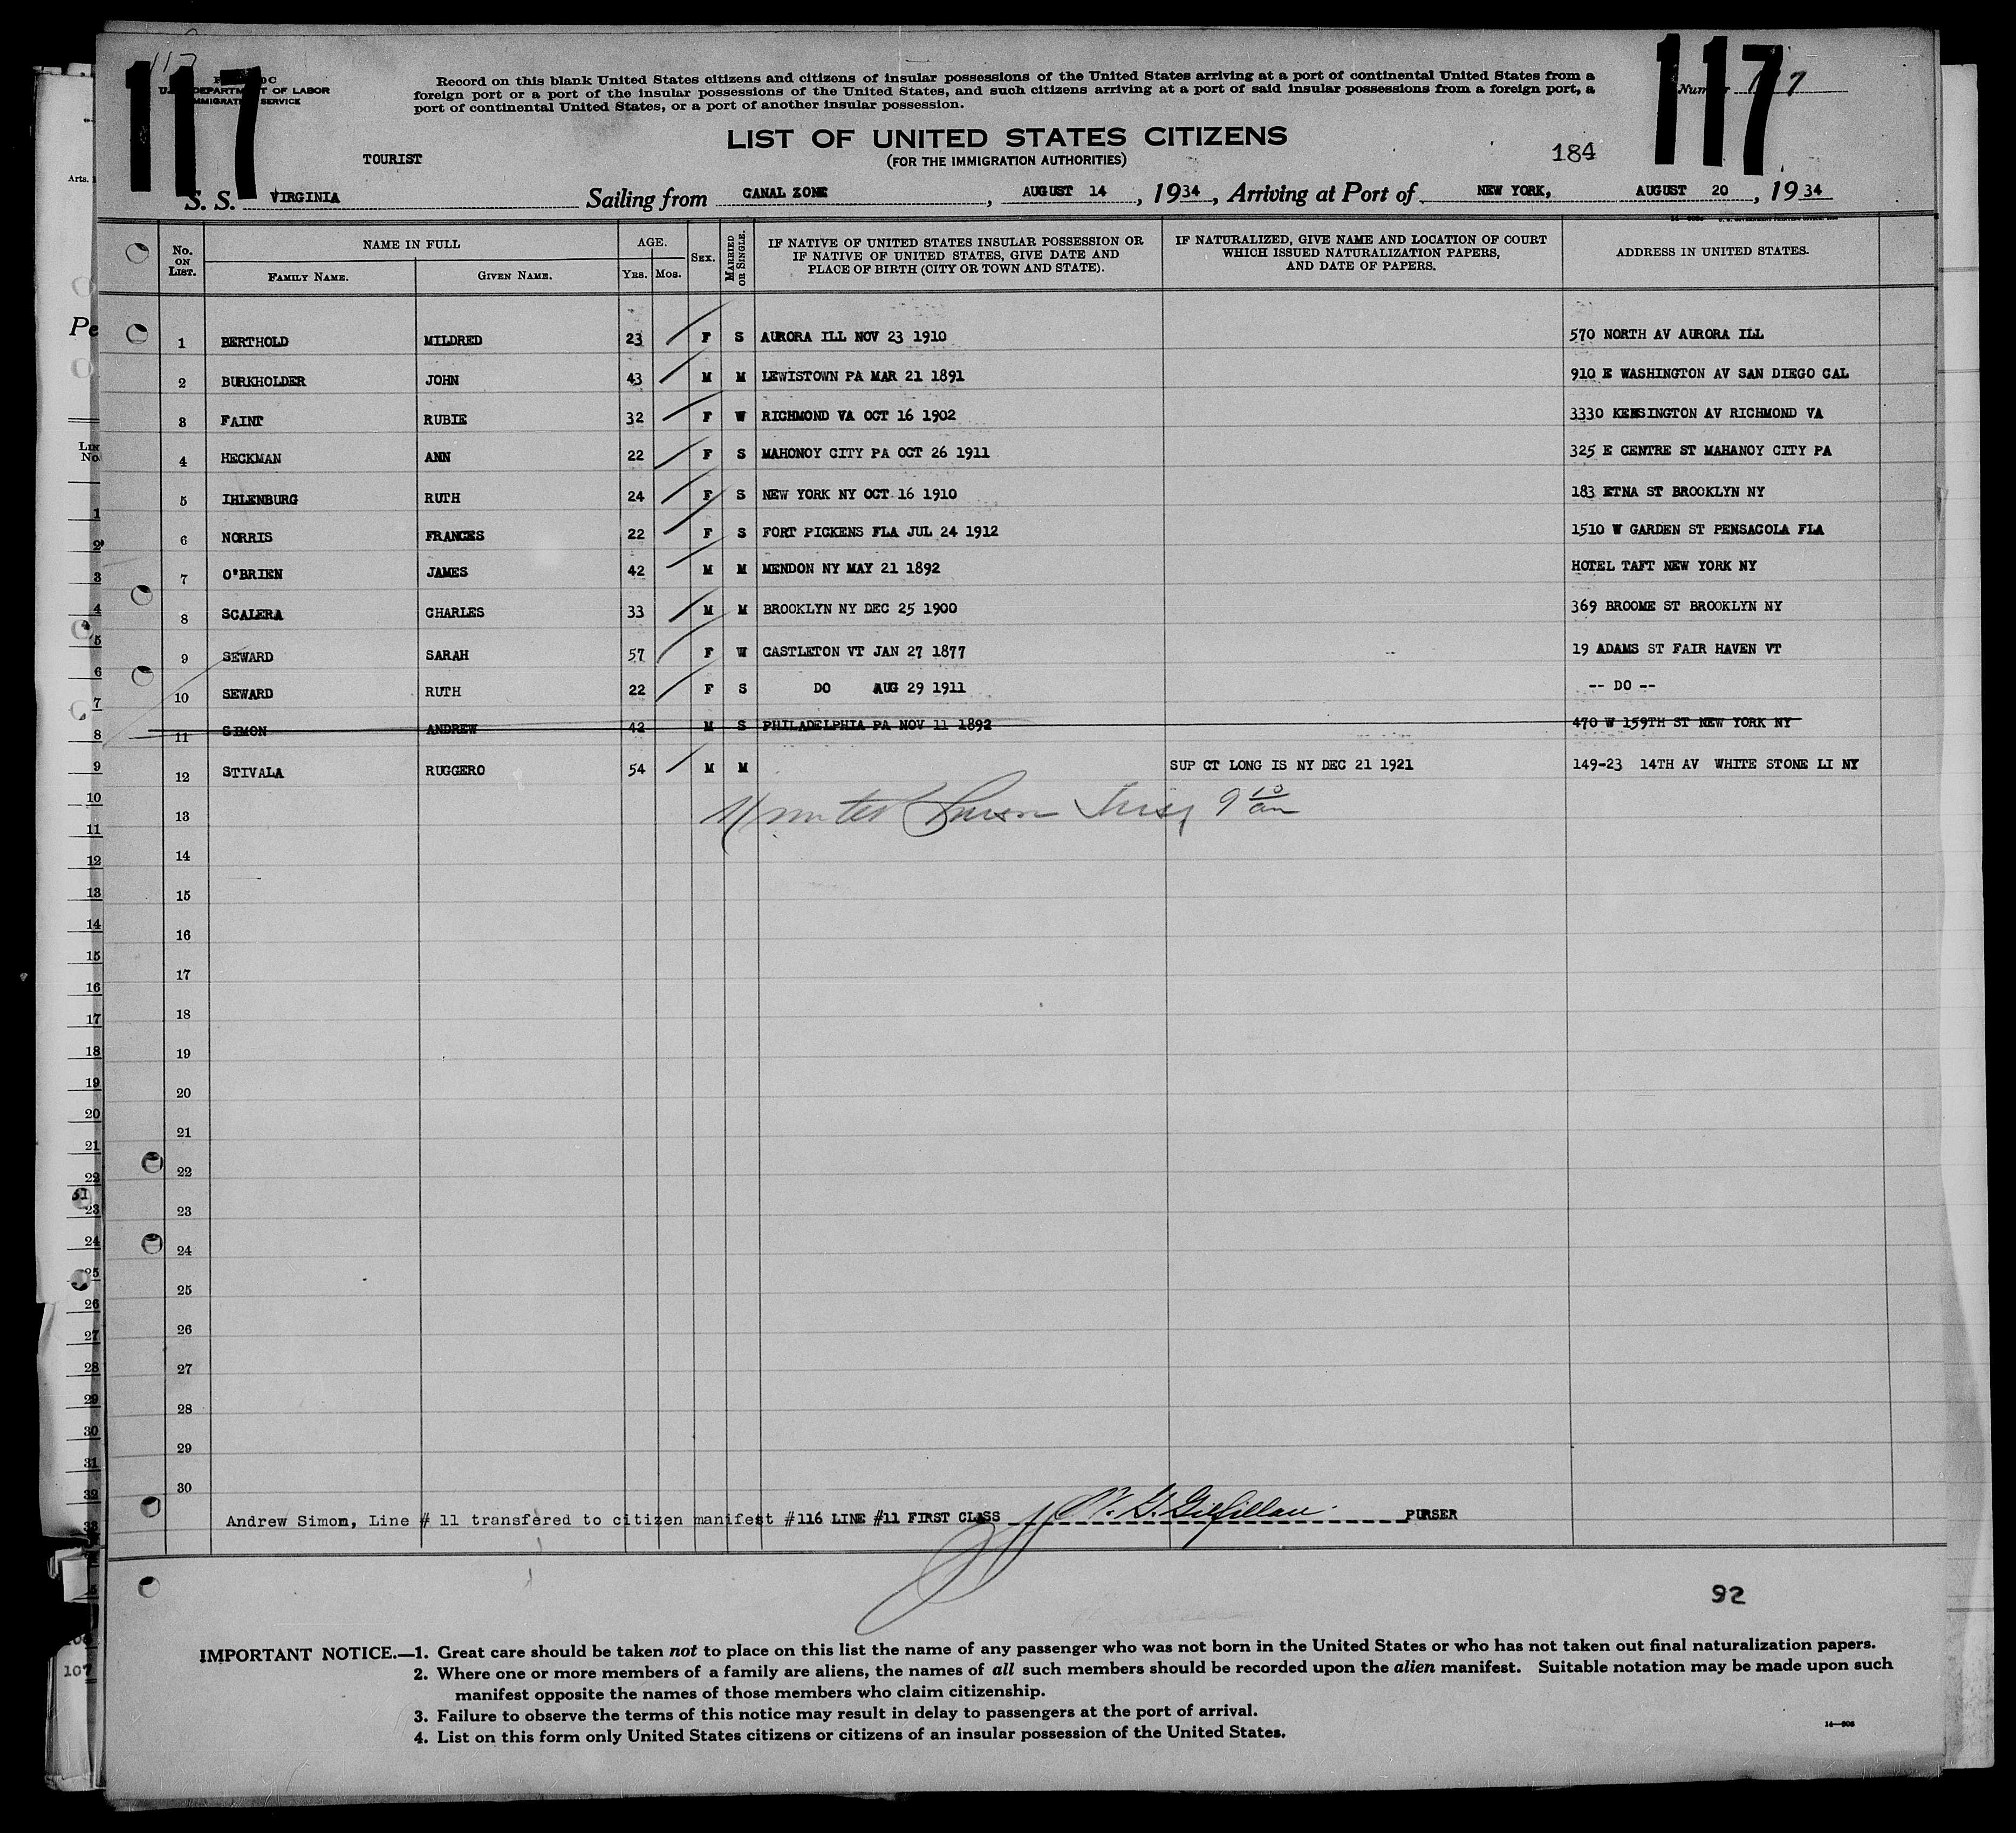 117
117
U. S. DEPARTMENT OF LABOR
IMMIGRATION SERVICE
Record on this blank United States citizens and citizens of insular possessions of the United States arriving at a port of continental United States from a
foreign port or a port of the insular possessions of the United States, and such citizens arriving at a port of said insular possessions from a foreign port, a
port of continental United States, or a port of another insular possession.
Number 117
LIST OF UNITED STATES CITIZENS
(FOR THE IMMIGRATION AUTHORITIES)
TOURIST
184
S. S. VIRGINIA Sailing from CANAL ZONE, AUGUST 14, 1934, Arriving at Port of NEW YORK, AUGUST 20, 1934
No. ON LIST. NAME IN FULL AGE. SEX. MARRIED OR SINGLE. IF NATIVE OF UNITED STATES INSULAR POSSESSION OR IF NATIVE OF UNITED STATES, GIVE DATE AND PLACE OF BIRTH (CITY OR TOWN AND STATE). IF NATURALIZED, GIVE NAME AND LOCATION OF COURT WHICH ISSUED NATURALIZATION PAPERS, AND DATE OF PAPERS. ADDRESS IN UNITED STATES.
FAMILY NAME. GIVEN NAME. YRS. MOS.
1 BERTHOLD MILDRED 23 F S AURORA ILL NOV 23 1910 570 NORTH AV AURORA ILL
2 BURKHOLDER JOHN 43 M M LEWISTOWN PA MAR 21 1891 910 E WASHINGTON AV SAN DIEGO CAL
3 FAINT RUBIE 32 F W RICHMOND VA OCT 16 1902 3330 KENSINGTON AV RICHMOND VA
4 HECKMAN ANN 22 F S MAHONOY CITY PA OCT 26 1911 325 E CENTRE ST MAHANOY CITY PA
5 IHLENBURG RUTH 24 F S NEW YORK NY OCT 16 1910 183 ETNA ST BROOKLYN NY
6 NORRIS FRANCES 22 F S FORT PICKENS FLA JUL 24 1912 1510 W GARDEN ST PENSACOLA FLA
7 O'BRIEN JAMES 42 M M MENDON NY MAY 21 1892 HOTEL TAFT NEW YORK NY
8 SCALERA CHARLES 33 M M BROOKLYN NY DEC 25 1900 369 BROOME ST BROOKLYN NY
9 SEWARD SARAH 57 F W CASTLETON VT JAN 27 1877 19 ADAMS ST FAIR HAVEN VT
10 SEWARD RUTH 22 F S DO AUG 29 1911 -- DO --
11 SIMON ANDREW 42 M S PHILADELPHIA PA NOV 11 1892 470 W 159TH ST NEW YORK NY
12 STIVALA RUGGERO 54 M M SUP CT LONG IS NY DEC 21 1921 149-23 14TH AV WHITE STONE LI NY
13
14
15
16
17
18
19
20
21
22
23
24
25
26
27
28
29
30
Andrew Simon, Line # 11 transfered to citizen manifest #116 LINE #11 FIRST CLASS PURSER
92
IMPORTANT NOTICE.—1. Great care should be taken not to place on this list the name of any passenger who was not born in the United States or who has not taken out final naturalization papers.
2. Where one or more members of a family are aliens, the names of all such members should be recorded upon the alien manifest. Suitable notation may be made upon such
manifest opposite the names of those members who claim citizenship.
3. Failure to observe the terms of this notice may result in delay to passengers at the port of arrival.
4. List on this form only United States citizens or citizens of an insular possession of the United States.